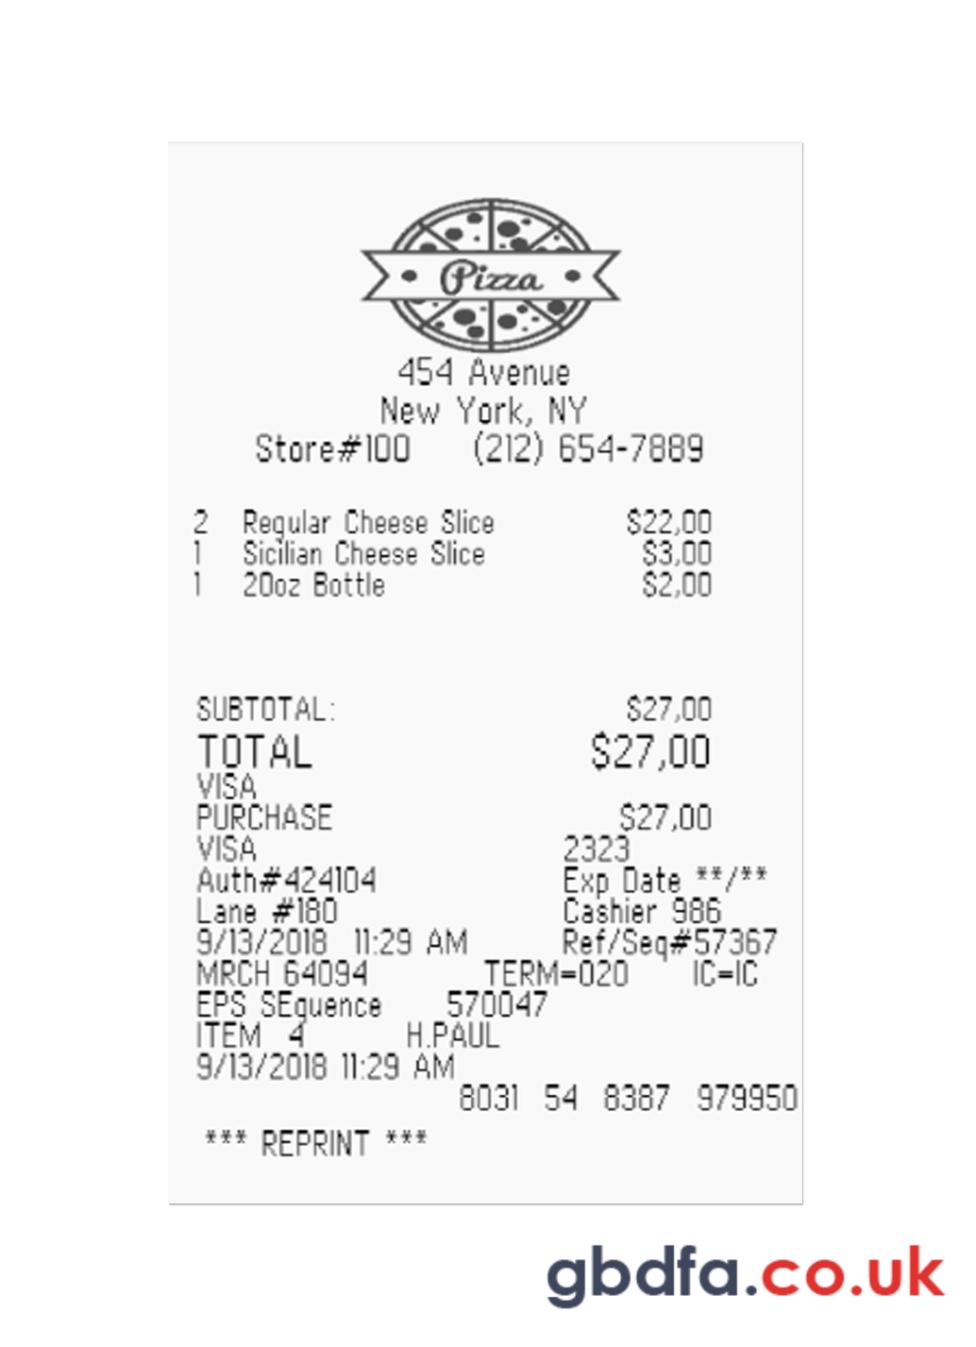 Pizza
454 Avenue
New York, NY
Store#100 (212) 654-7889
2 Regular Cheese Slice $22,00
1 Sicilian Cheese Slice $3,00
1 20oz Bottle $2,00
SUBTOTAL: $27,00
TOTAL $27,00
VISA
PURCHASE $27,00
VISA 2323
Auth#424104 Exp Date **/**
Lane #180 Cashier 986
9/13/2018 11:29 AM Ref/Seq#57367
MRCH 64094 TERM=020 IC=IC
EPS SEquence 570047
ITEM 4 H.PAUL
9/13/2018 11:29 AM
8031 54 8387 979950
*** REPRINT ***
gbdfa.co.uk